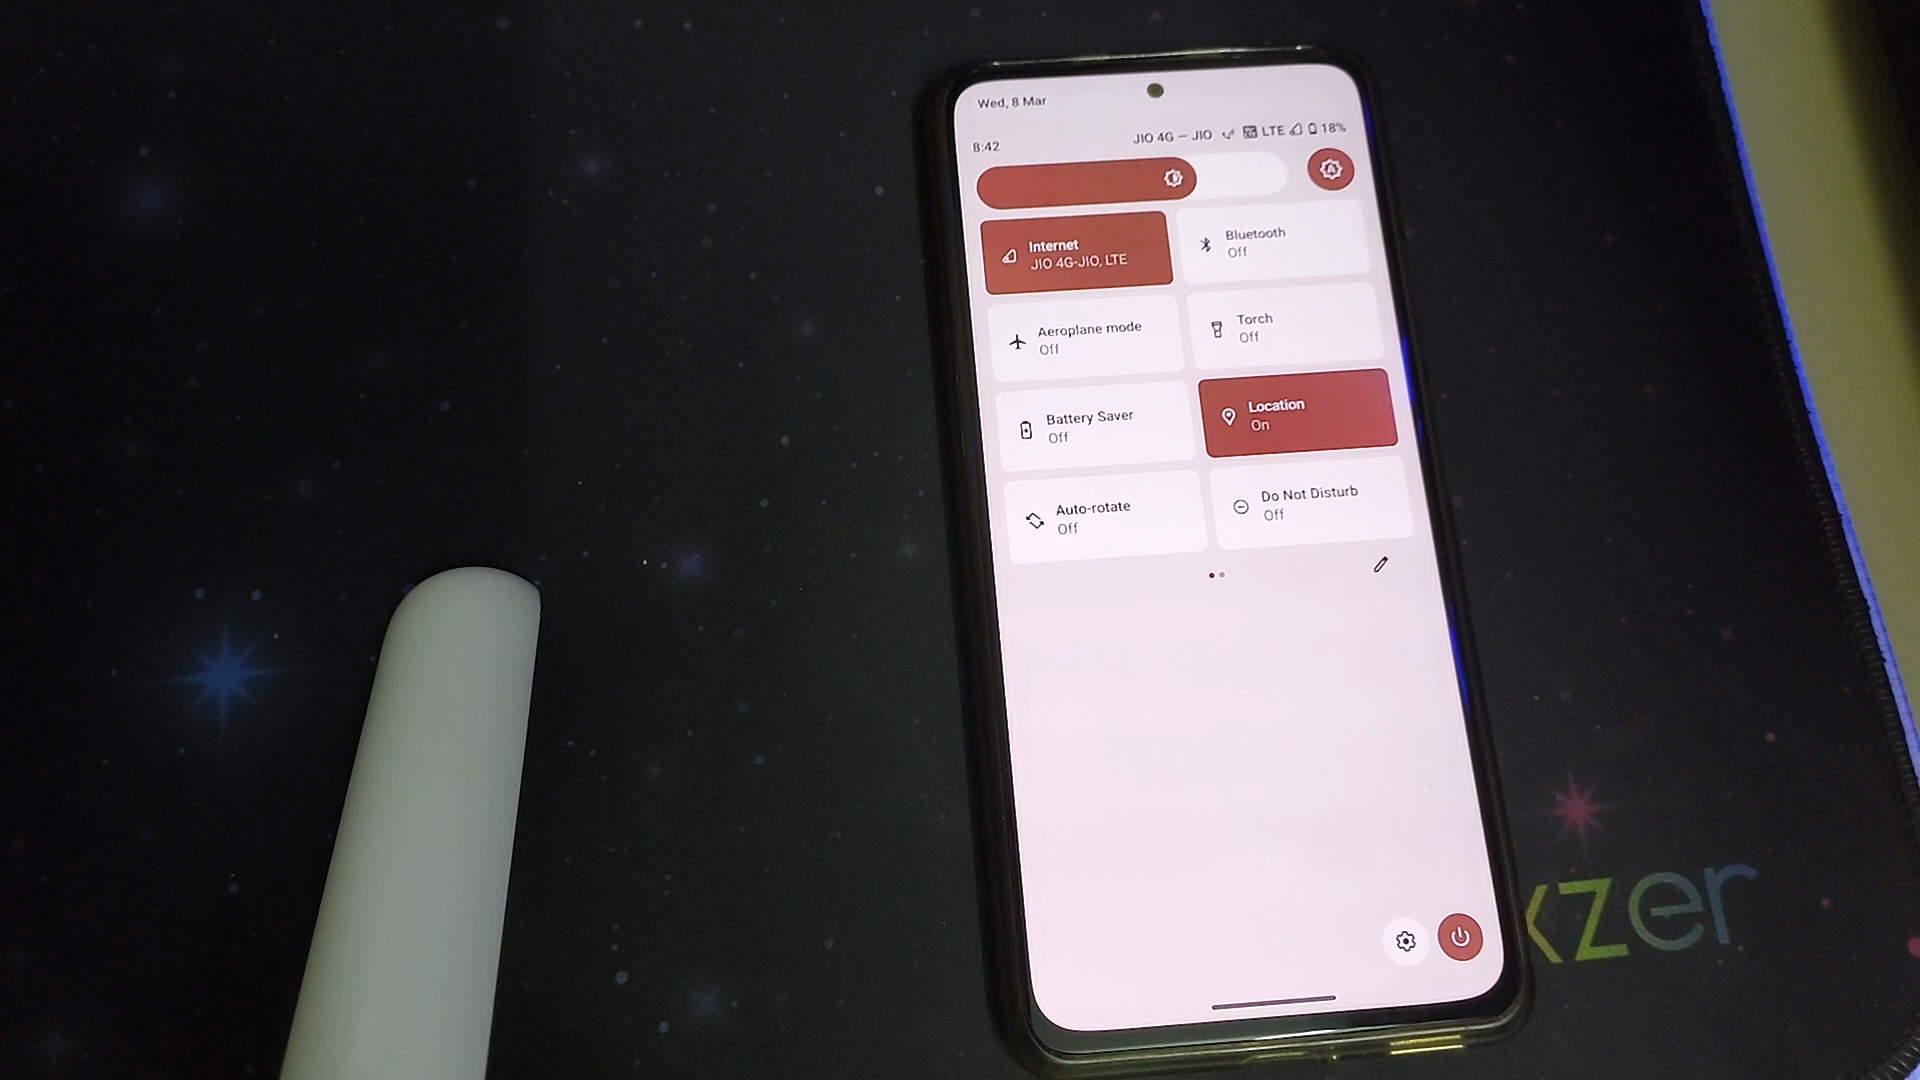 Wed, 8 Mar
8:42
JIO 4G — JIO LTE 18%
Internet
JIO 4G-JIO, LTE
Bluetooth
Off
Aeroplane mode
Off
Torch
Off
Battery Saver
Off
Location
On
Auto-rotate
Off
Do Not Disturb
Off
xzer